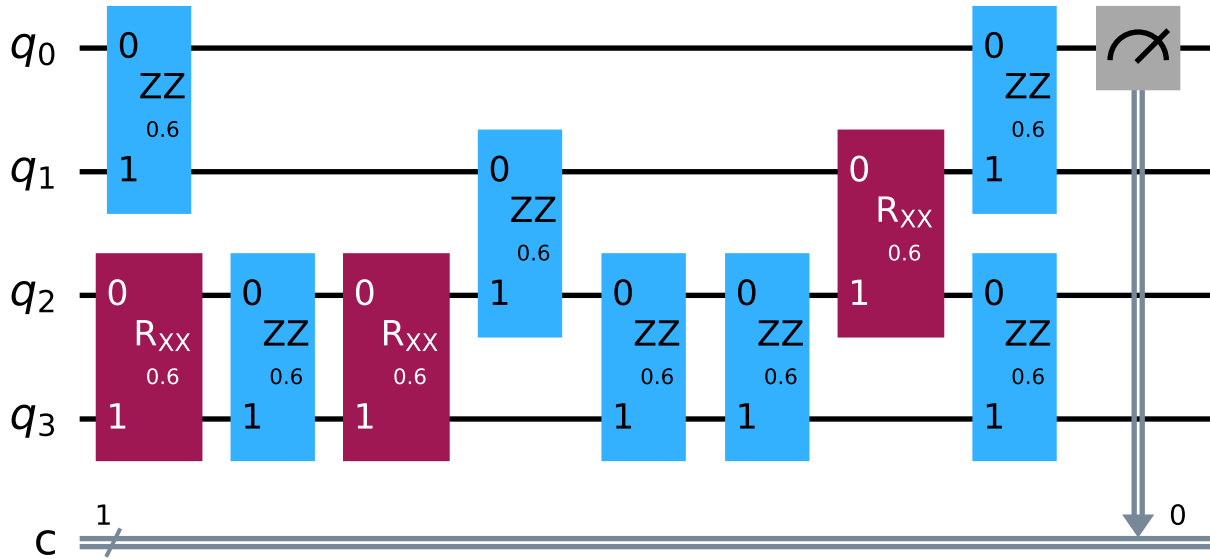 q0 0 ZZ 0.6 1 0 ZZ 0.6 1
q1 0 ZZ 0.6 1 0 RXX 0.6 1
q2 0 RXX 0.6 1 0 ZZ 0.6 1 0 RXX 0.6 1 0 ZZ 0.6 1 0 ZZ 0.6 1 0 ZZ 0.6 1
q3
c 1 0